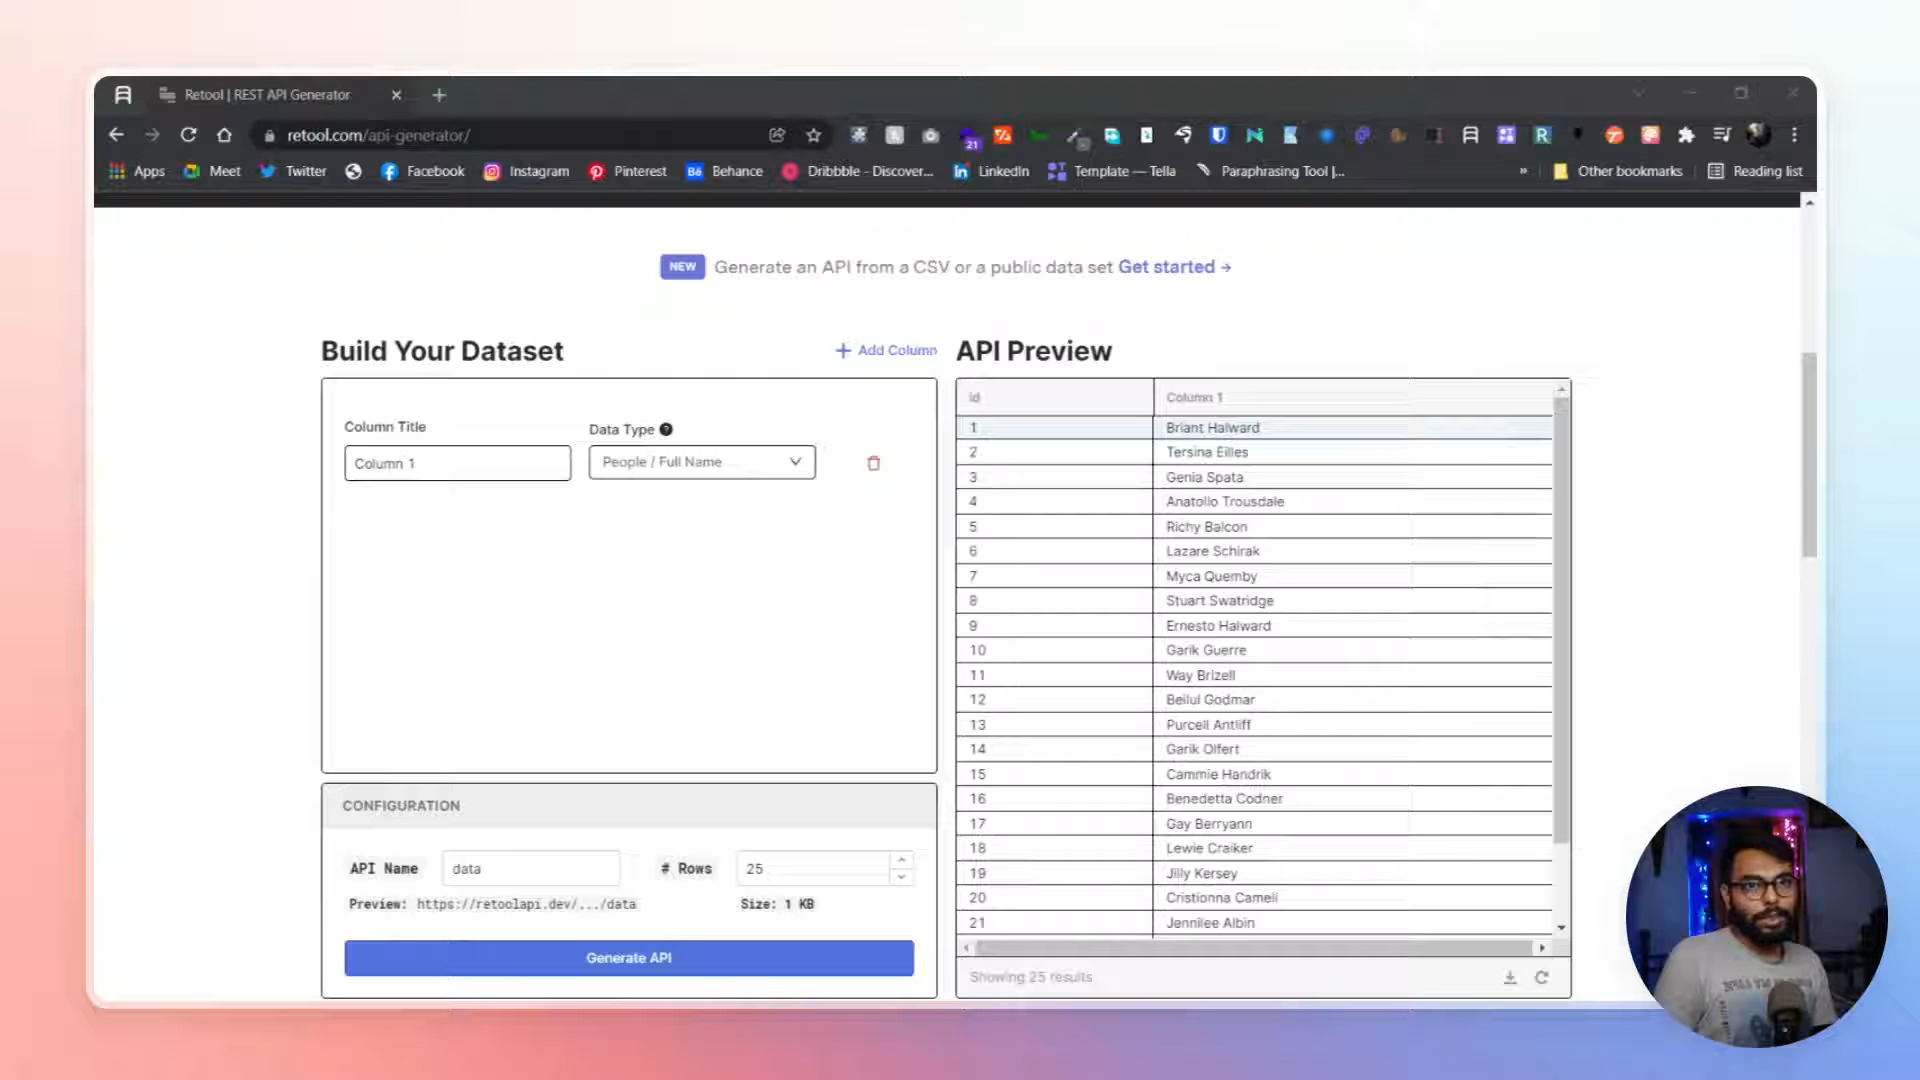 Retool | REST API Generator
retool.com/api-generator/
21
Apps Meet Twitter Facebook Instagram Pinterest Behance Dribbble - Discover... LinkedIn Template — Tella Paraphrasing Tool |... » Other bookmarks Reading list
NEW Generate an API from a CSV or a public data set Get started →
Build Your Dataset
+ Add Column
Column Title
Data Type ?
Column 1
People / Full Name
CONFIGURATION
API Name data # Rows 25
Preview: https://retoolapi.dev/.../data Size: 1 KB
Generate API
API Preview
id Column 1
1 Briant Halward
2 Tersina Eilles
3 Genia Spata
4 Anatollo Trousdale
5 Richy Balcon
6 Lazare Schirak
7 Myca Quemby
8 Stuart Swatridge
9 Ernesto Halward
10 Garik Guerre
11 Way Brizell
12 Beilul Godmar
13 Purcell Antliff
14 Garik Olfert
15 Cammie Handrik
16 Benedetta Codner
17 Gay Berryann
18 Lewie Craiker
19 Jilly Kersey
20 Cristionna Cameli
21 Jennilee Albin
Showing 25 results